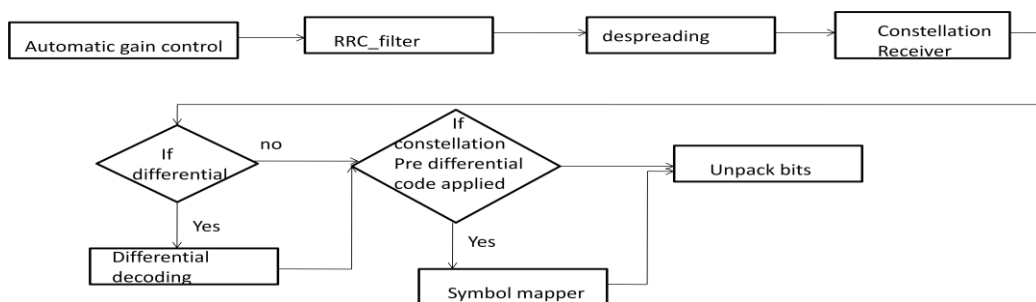 Automatic gain control
RRC_filter
despreading
Constellation
Receiver
If
differential
no
If
constellation
Pre differential
code applied
Unpack bits
Yes
Yes
Differential
decoding
Symbol mapper